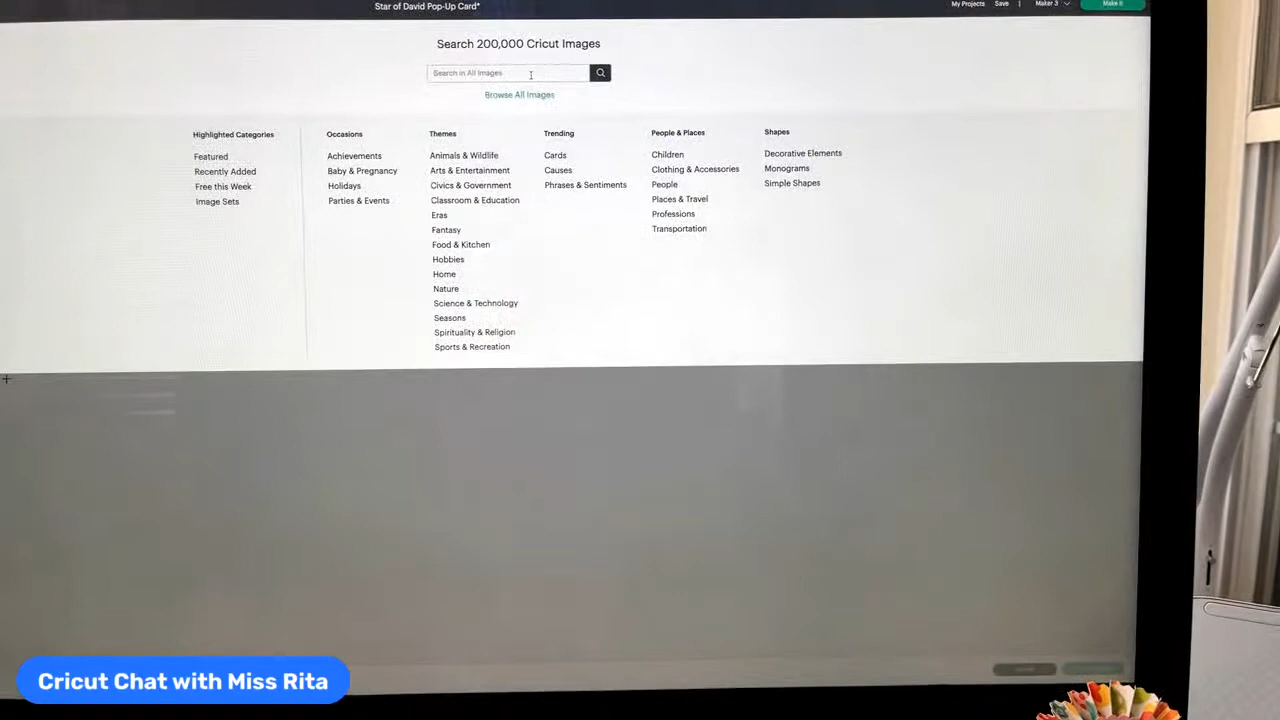 Star of David Pop-Up Card*
My Projects Save Maker 3 Make It
Search 200,000 Cricut Images
Search in All Images
Browse All Images
Highlighted Categories
Featured
Recently Added
Free this Week
Image Sets
Occasions
Achievements
Baby & Pregnancy
Holidays
Parties & Events
Themes
Animals & Wildlife
Arts & Entertainment
Civics & Government
Classroom & Education
Eras
Fantasy
Food & Kitchen
Hobbies
Home
Nature
Science & Technology
Seasons
Spirituality & Religion
Sports & Recreation
Trending
Cards
Causes
Phrases & Sentiments
People & Places
Children
Clothing & Accessories
People
Places & Travel
Professions
Transportation
Shapes
Decorative Elements
Monograms
Simple Shapes
Cricut Chat with Miss Rita